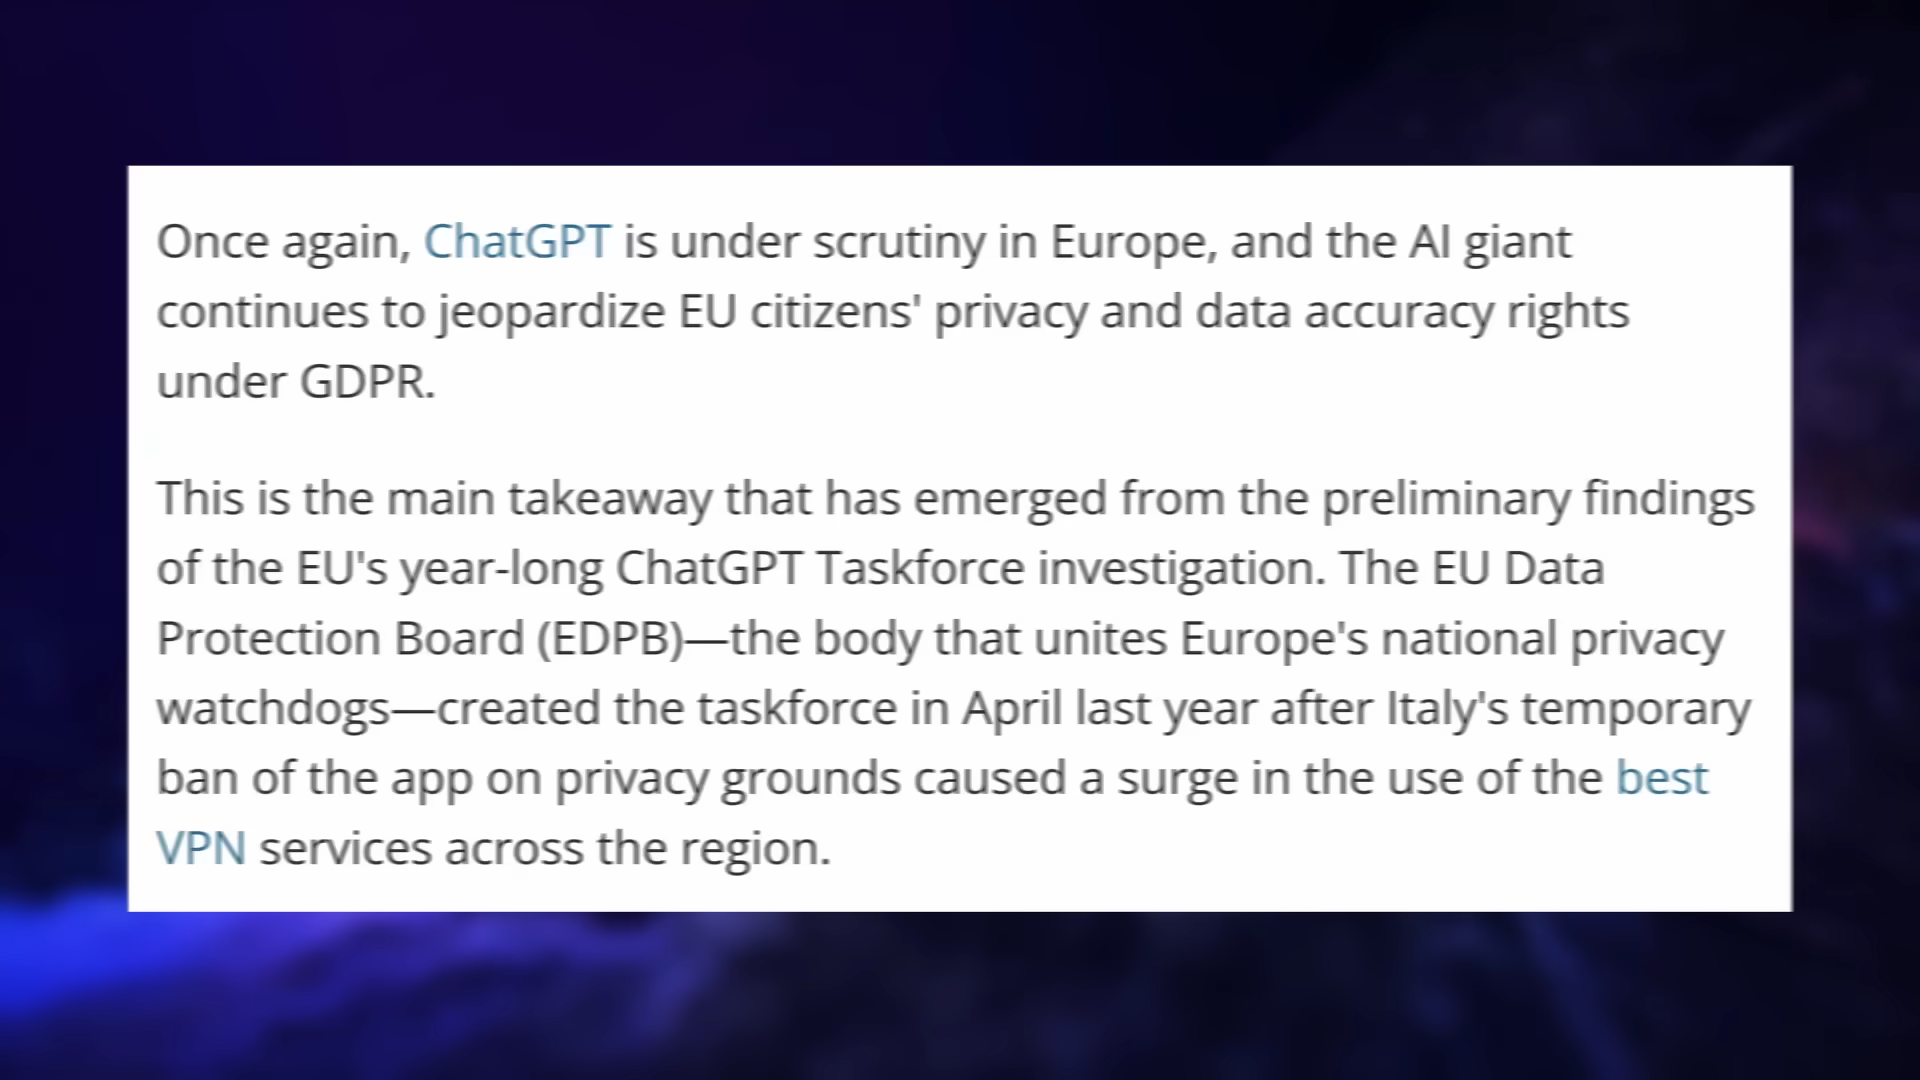 Once again, ChatGPT is under scrutiny in Europe, and the AI giant
continues to jeopardize EU citizens' privacy and data accuracy rights
under GDPR.
This is the main takeaway that has emerged from the preliminary findings
of the EU's year-long ChatGPT Taskforce investigation. The EU Data
Protection Board (EDPB)—the body that unites Europe's national privacy
watchdogs—created the taskforce in April last year after Italy's temporary
ban of the app on privacy grounds caused a surge in the use of the best
VPN services across the region.